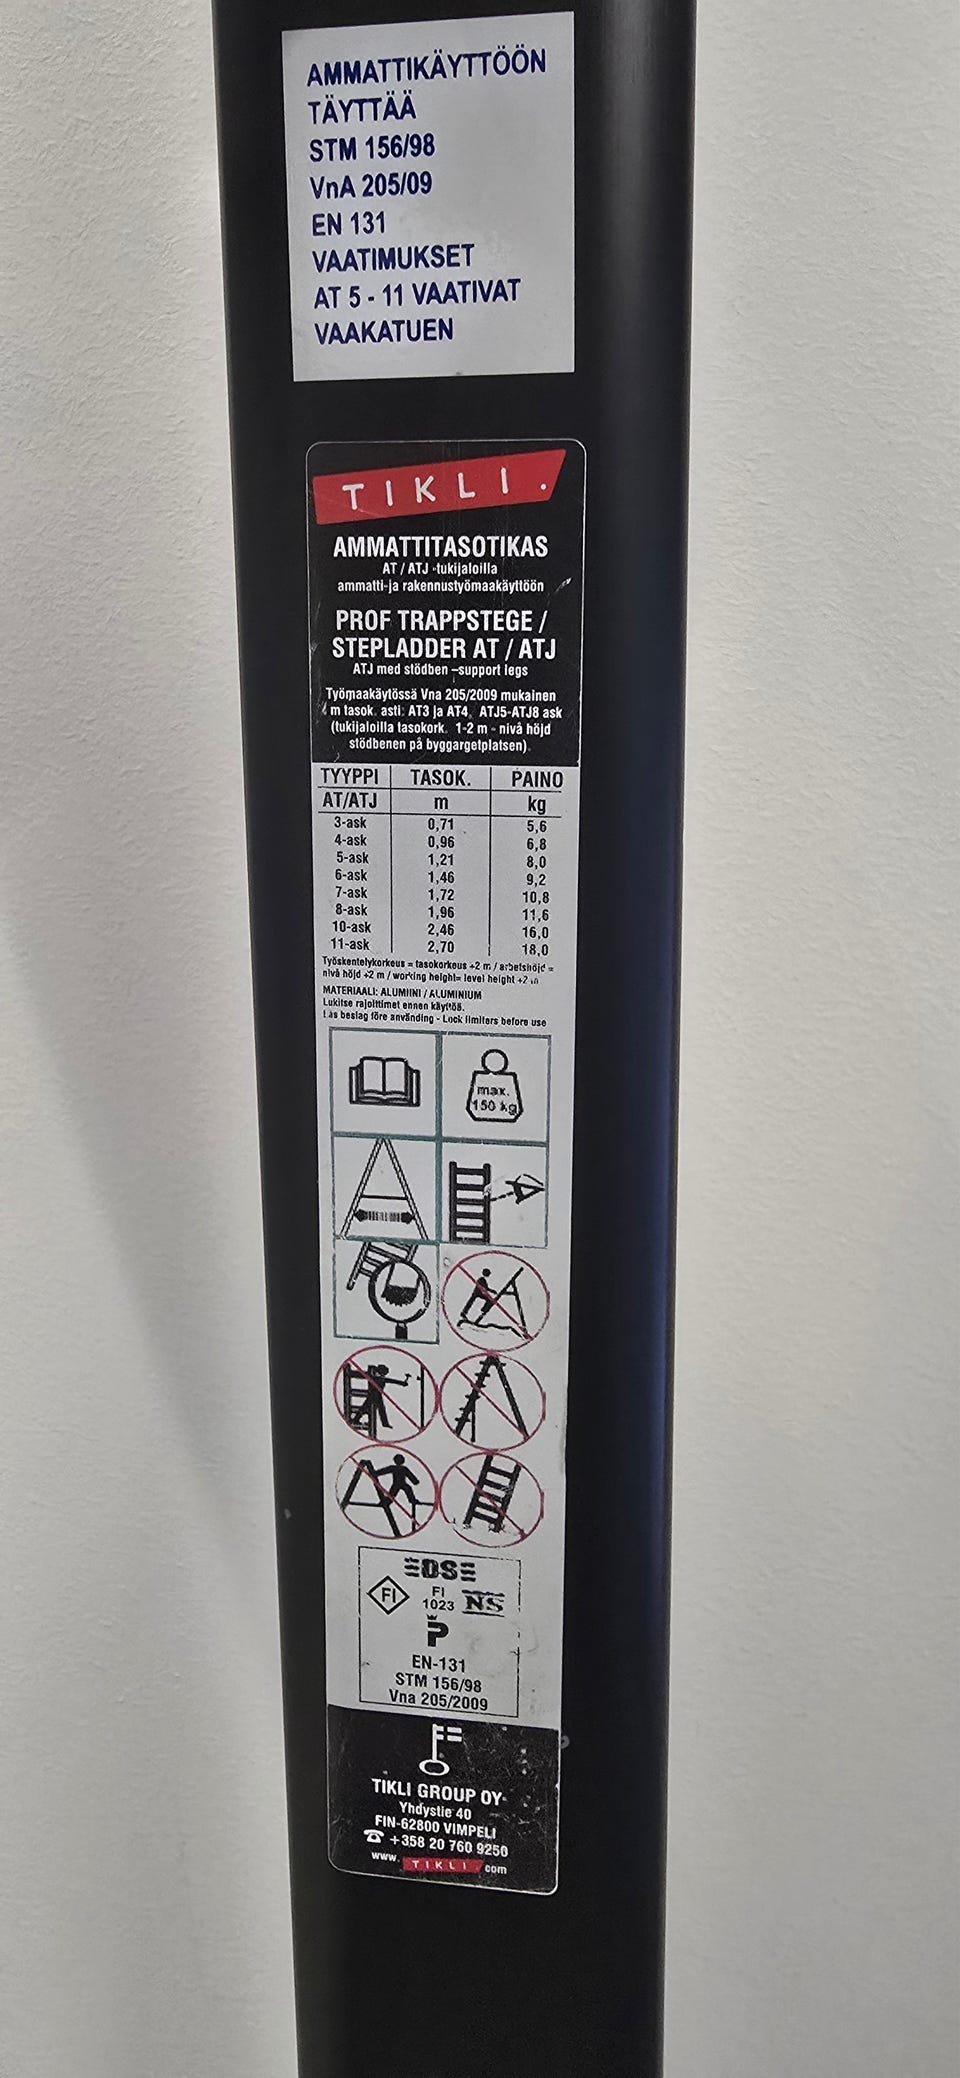 AMMATTIKÄYTTÖÖN
TÄYTTÄÄ
STM 156/98
VnA 205/09
EN 131
VAATIMUKSET
AT 5 - 11 VAATIVAT
VAAKATUEN
TIKLI.
AMMATTITASOTIKAS
AT / ATJ -tukijaloilla
ammatti-ja rakennustyömaakäyttöön
PROF TRAPPSTEGE /
STEPLADDER AT / ATJ
ATJ med stödben –support legs
Työmaakäytössä Vna 205/2009 mukainen
m tasok. asti: AT3 ja AT4, ATJ5-ATJ8 ask
(tukijaloilla tasokork. 1-2 m - nivå höjd
stödbenen på byggargetplatsen).
TYYPPI TASOK. PAINO
AT/ATJ m kg
3-ask 0,71 5,6
4-ask 0,96 6,8
5-ask 1,21 8,0
6-ask 1,46 9,2
7-ask 1,72 10,8
8-ask 1,96 11,6
10-ask 2,46 16,0
11-ask 2,70 18,0
Työskentelykorkeus = tasokorkeus +2 m / arbetshöjd =
nivå höjd +2 m / working height= level height +2 m
MATERIAALI: ALUMIINI / ALUMINIUM
Lukitse rajoittimet ennen käyttöä.
Lås beslag före användning - Lock limiters before use
max.
150 kg
DS
FI FI NS
1023
P
EN-131
STM 156/98
Vna 205/2009
TIKLI GROUP OY
Yhdystie 40
FIN-62800 VIMPELI
☎ +358 20 760 9250
www. TIKLI com